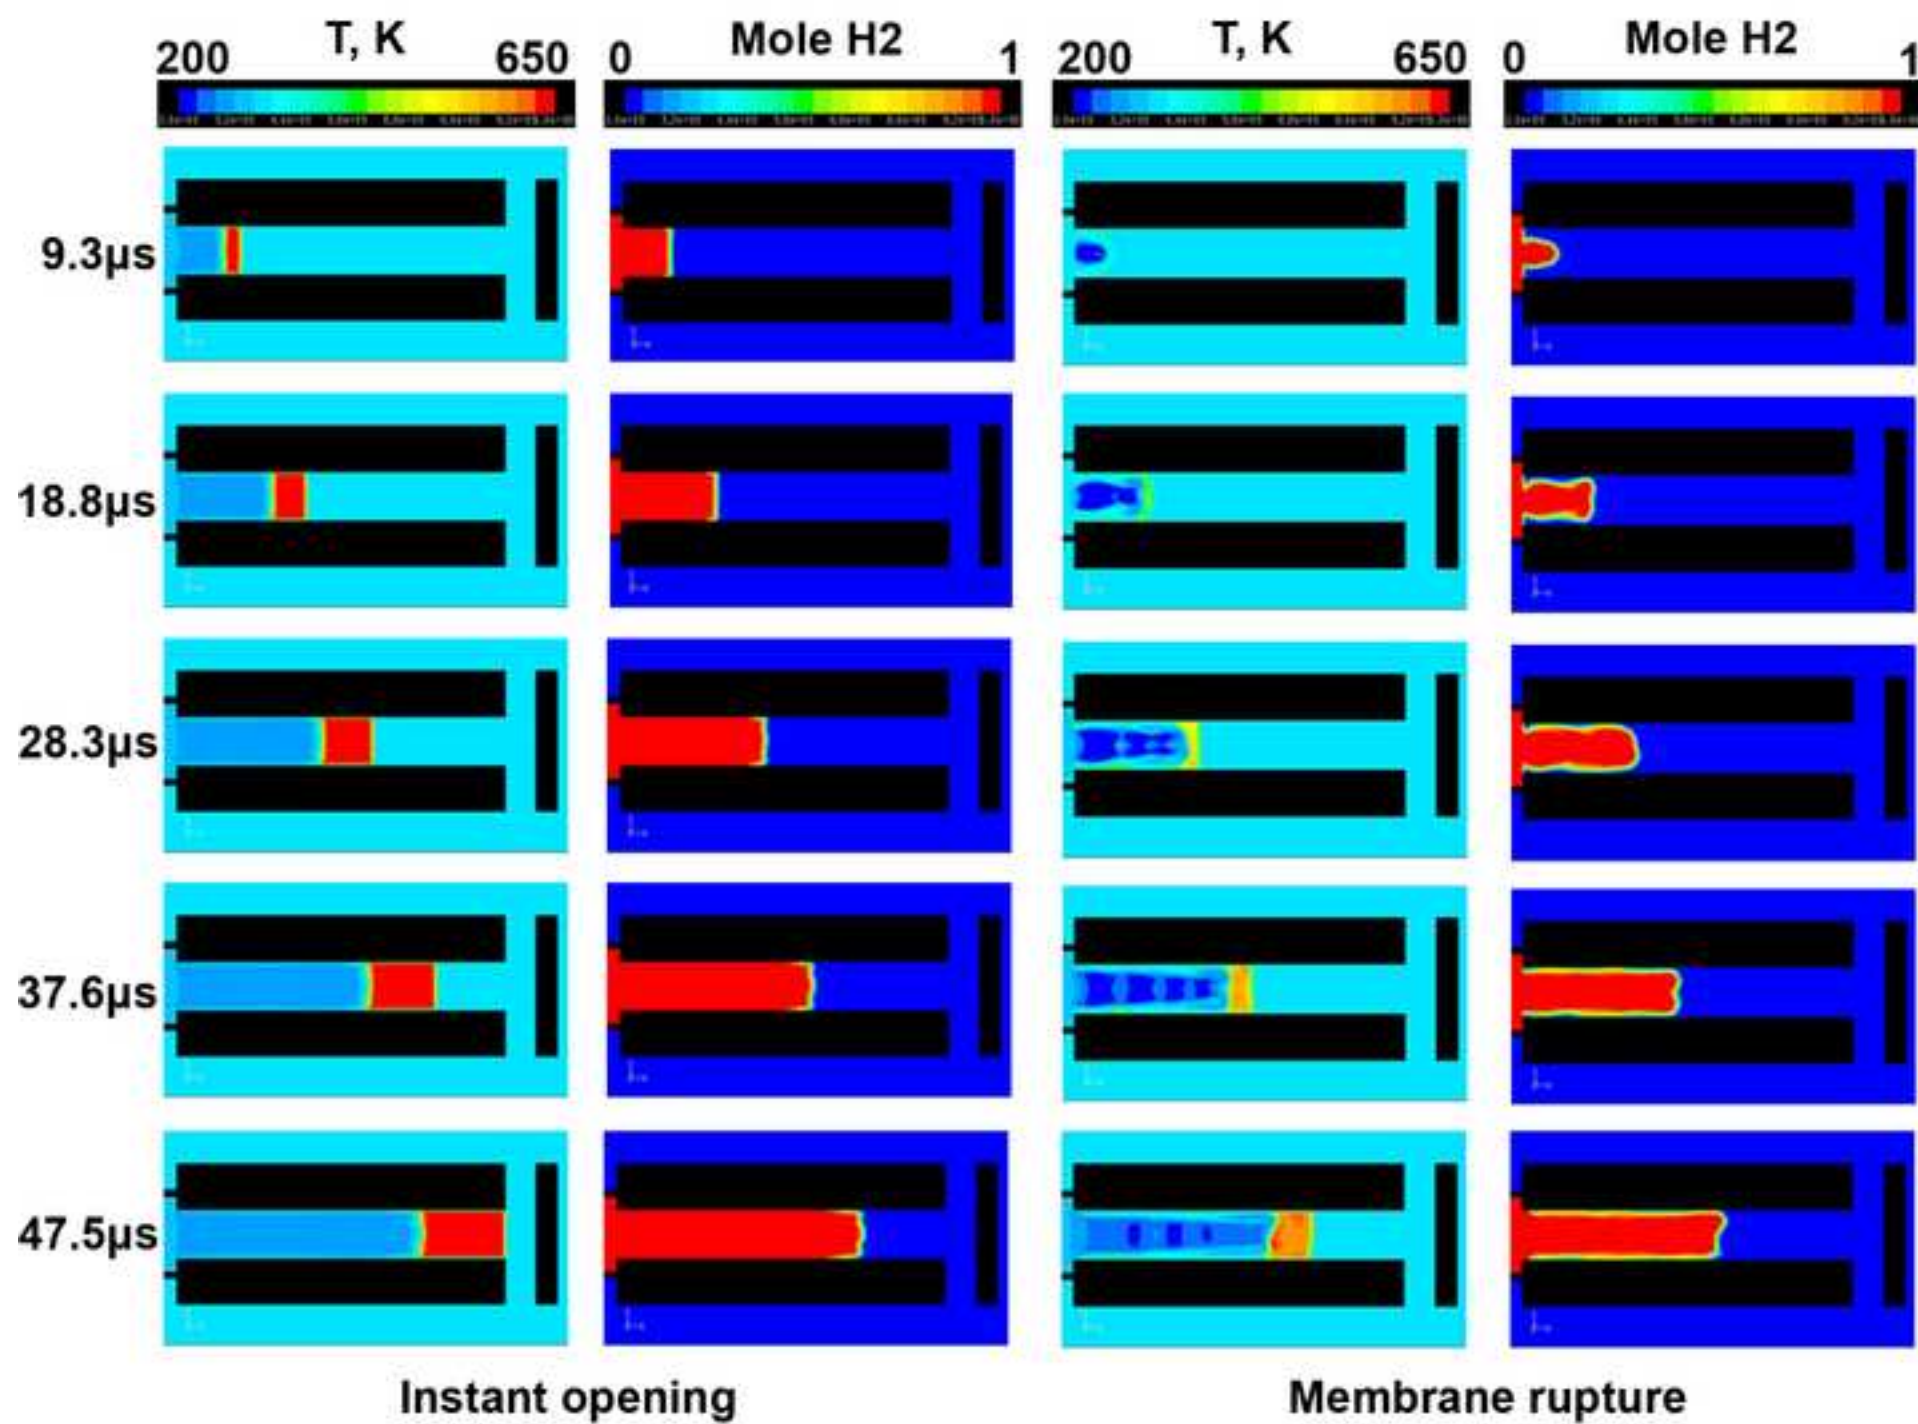 T, K Mole H2 T, K Mole H2
200 650 0 1 200 650 0 1
9.3µs
18.8µs
28.3µs
37.6µs
47.5µs
Instant opening Membrane rupture